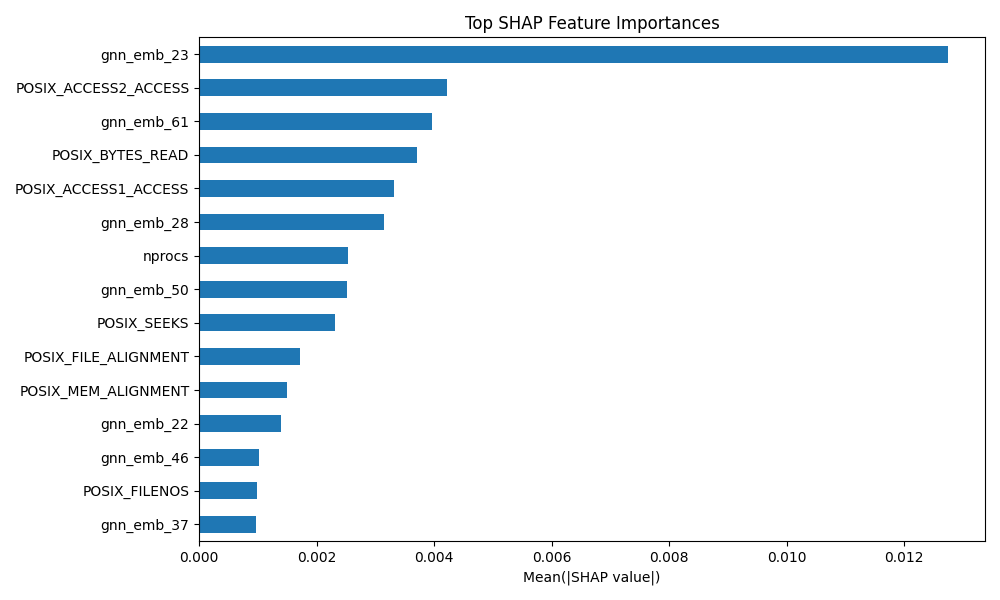 Top SHAP Feature Importances
gnn_emb_23
POSIX_ACCESS2_ACCESS
gnn_emb_61
POSIX_BYTES_READ
POSIX_ACCESS1_ACCESS
gnn_emb_28
nprocs
gnn_emb_50
POSIX_SEEKS
POSIX_FILE_ALIGNMENT
POSIX_MEM_ALIGNMENT
gnn_emb_22
gnn_emb_46
POSIX_FILENOS
gnn_emb_37
0.000 0.002 0.004 0.006 0.008 0.010 0.012
Mean(|SHAP value|)